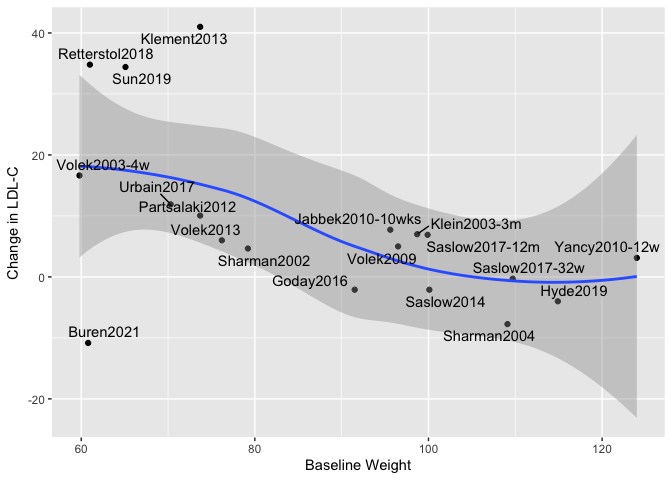 Klement2013
Retterstol2018
Sun2019
Volek2003-4w
Urbain2017
Partsalaki2012
Volek2013
Sharman2002
Jabbek2010-10wks
Klein2003-3m
Volek2009
Saslow2017-12m
Yancy2010-12w
Saslow2017-32w
Goday2016
Hyde2019
Saslow2014
Buren2021
Sharman2004
40
20
0
-20
Change in LDL-C
60
80
100
120
Baseline Weight